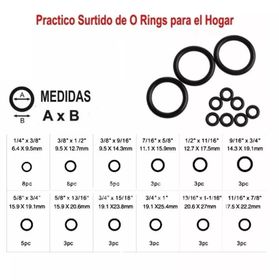 Practico Surtido de O Rings para el Hogar
A
B
MEDIDAS
A x B
1/4" x 3/8" 3/8" x 1/2" 3/8" x 9/16" 7/16" x 5/8" 1/2" x 11/16" 9/16" x 3/4"
6.4 X 9.5mm 9.5 X 12.7mm 9.5 X 14.3mm 11.1 X 15.9mm 12.7 X 17.5mm 14.3 X 19.1mm
8pc 8pc 5pc 3pc 3pc 3pc
5/8" x 3/4" 5/8" x 13/16" 3/4" x 15/16" 3/4" x 1" 13/16" x 1-1/16" 11/16" x 7/8"
15.9 X 19.1mm 15.9 X 20.6mm 19.1 X23.8mm 19.1 X25.4mm 20.6 X 27mm 17.5 X 22.2mm
5pc 3pc 3pc 3pc 3pc 3pc